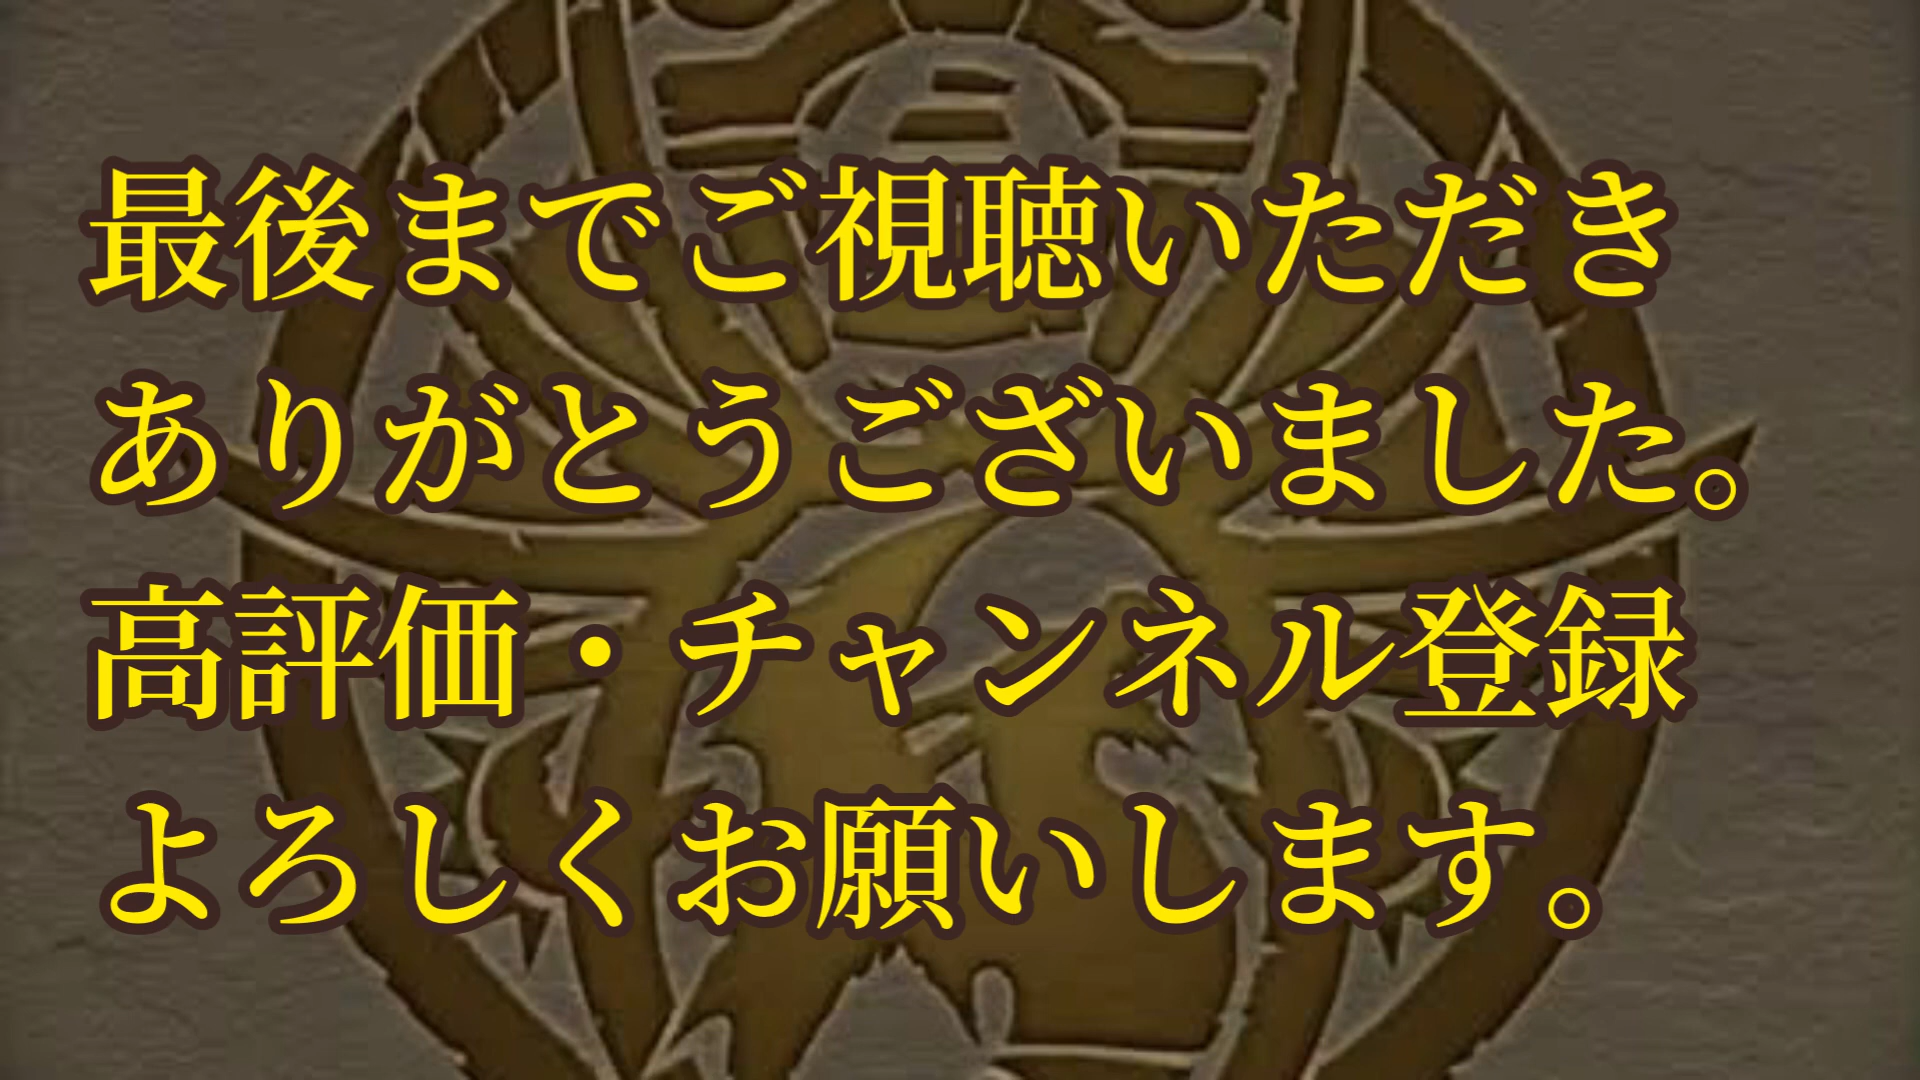 最後までご視聴いただき
ありがとうございました。
高評価・チャンネル登録
よろしくお願いします。